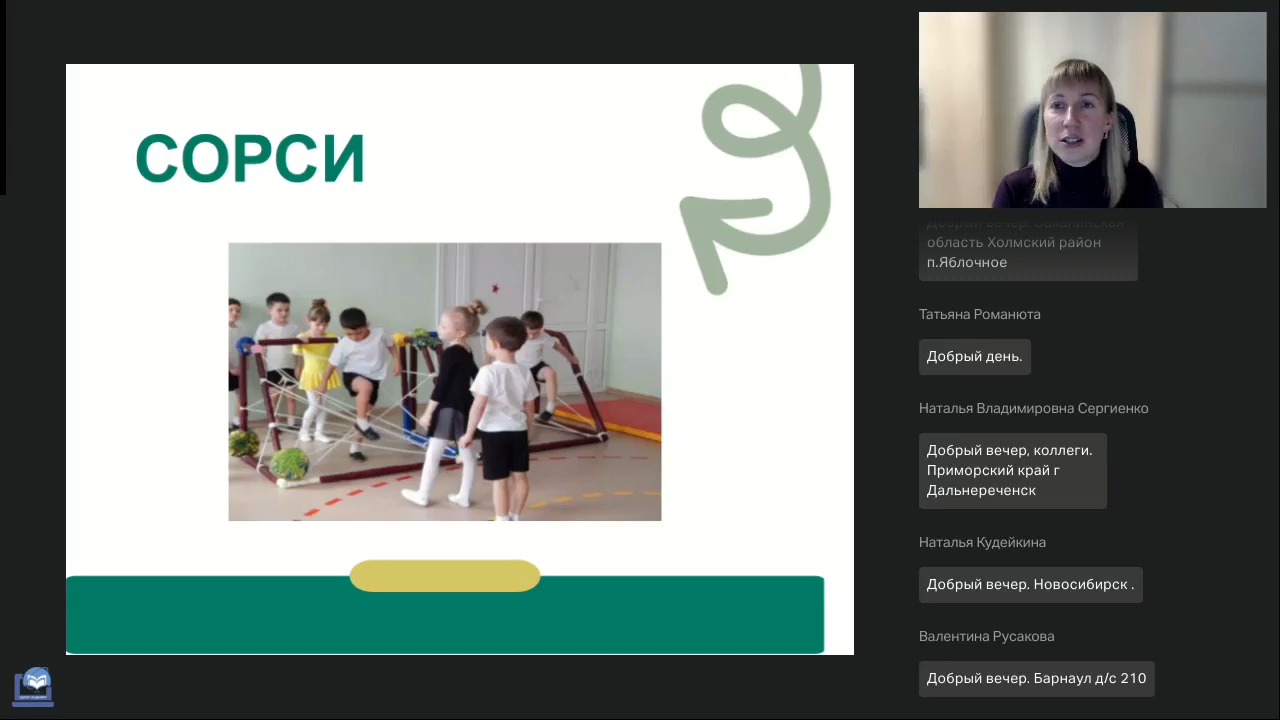 СОРСИ
область Холмский район
п.Яблочное
Татьяна Романюта
Добрый день.
Наталья Владимировна Сергиенко
Добрый вечер, коллеги.
Приморский край г
Дальнереченск
Наталья Кудейкина
Добрый вечер. Новосибирск .
Валентина Русакова
Добрый вечер. Барнаул д/с 210